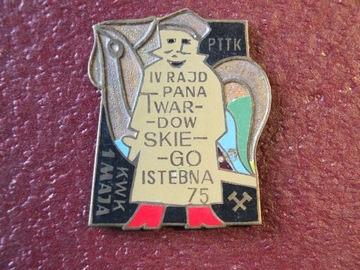 PTTK
IV RAJD
PANA
TWAR-
-DOW
SKIE-
-GO
ISTEBNA
75
KWK
1 MAJA